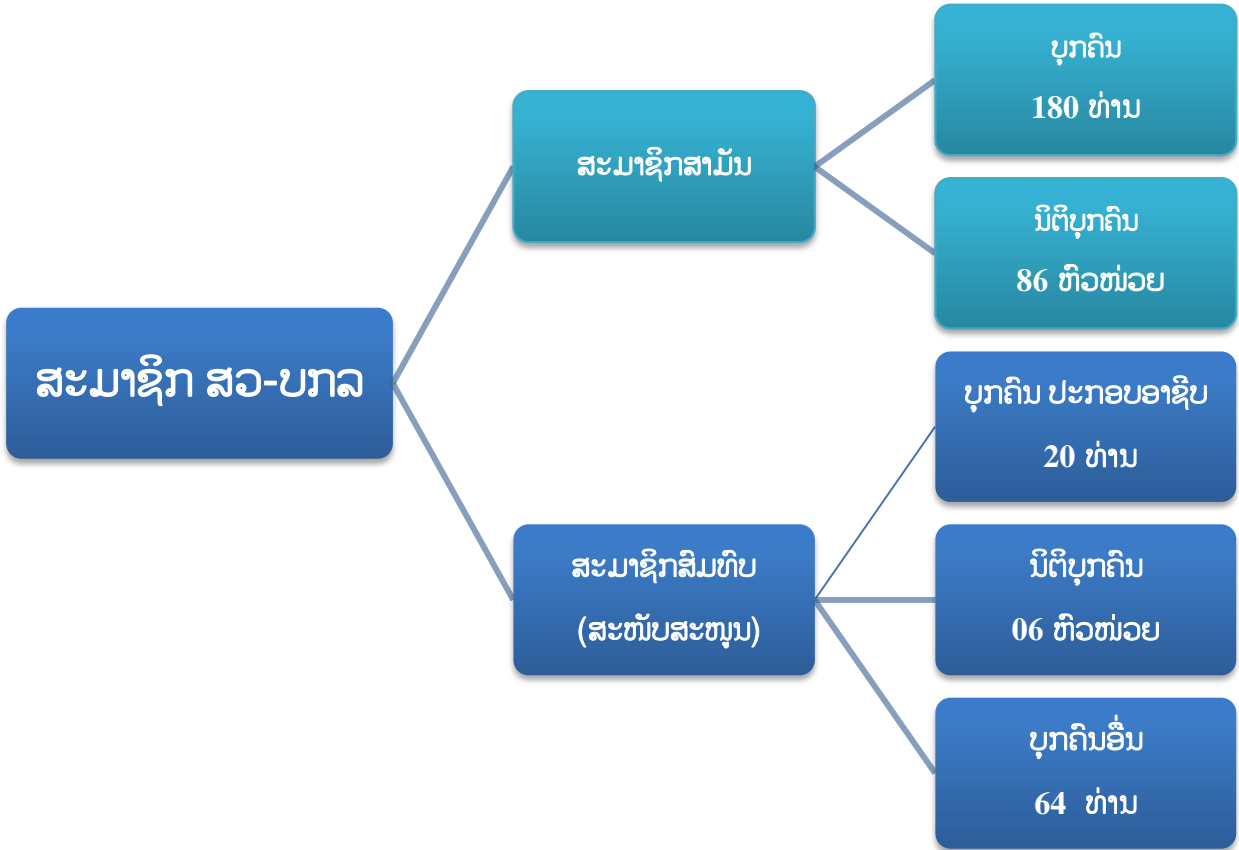 ສະມາຊິກ ສວ-ບກລ
ສະມາຊິກສາມັນ
ບຸກຄົນ
180 ທ່ານ
ນິຕິບຸກຄົນ
86 ຫົວໜ່ວຍ
ສະມາຊິກສົມທົບ
(ສະໜັບສະໜູນ)
ບຸກຄົນ ປະກອບອາຊີບ
20 ທ່ານ
ນິຕິບຸກຄົນ
06 ຫົວໜ່ວຍ
ບຸກຄົນອື່ນ
64 ທ່ານ